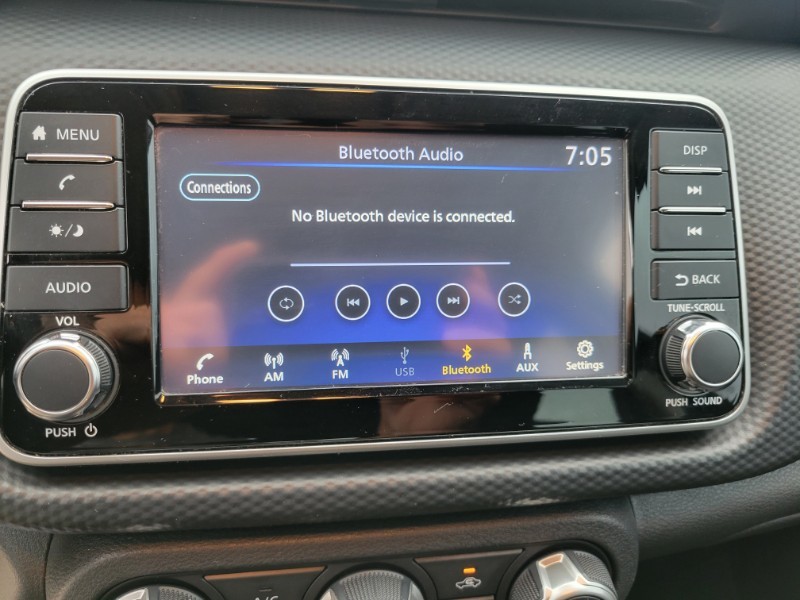 MENU
AUDIO
VOL
PUSH
Bluetooth Audio
7:05
Connections
No Bluetooth device is connected.
Phone
AM
FM
USB
Bluetooth
AUX
Settings
DISP
BACK
TUNE·SCROLL
PUSH SOUND
A/C